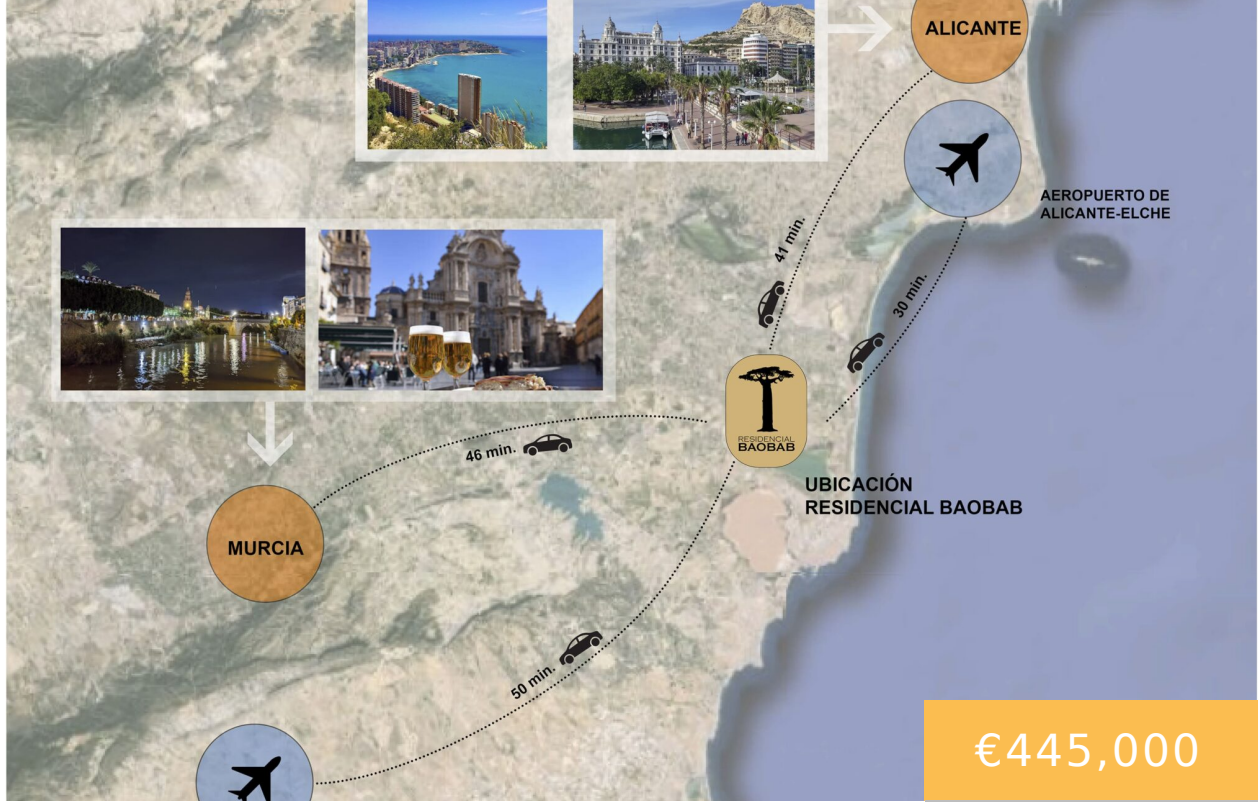 ALICANTE
AEROPUERTO DE
ALICANTE-ELCHE
41 min.
30 min.
RESIDENCIAL
BAOBAB
46 min.
UBICACIÓN
RESIDENCIAL BAOBAB
MURCIA
50 min.
€445,000